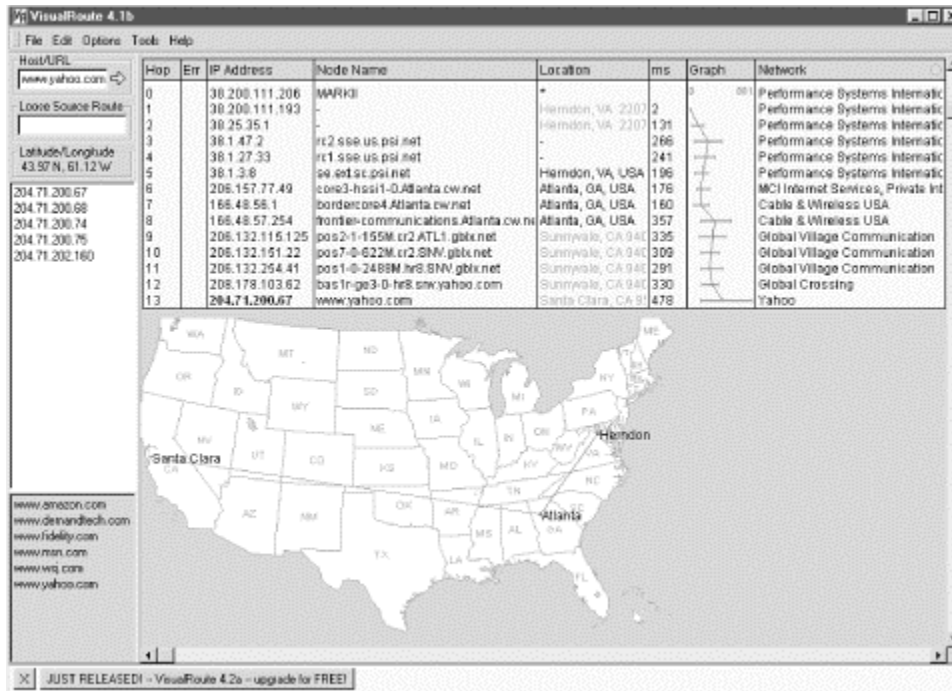 VisualRoute 4.1b
File Edit Options Tools Help
Host/URL
www.yahoo.com
Loose Source Route
Latitude/Longitude
43.97 N, 61.12 W
204.71.200.67
204.71.200.68
204.71.200.74
204.71.200.75
204.71.202.160
www.amazon.com
www.demandtech.com
www.fidelity.com
www.msn.com
www.wsj.com
www.yahoo.com
Hop Err IP Address Node Name Location ms Graph Network
0 38.200.111.206 MARKII * 0 Performance Systems Internatic
1 38.200.111.193 - Herndon, VA 2207 2 Performance Systems Internatic
2 38.25.35.1 - Herndon, VA 2207 131 Performance Systems Internatic
3 38.1.47.2 rc2.sse.us.psi.net - 266 Performance Systems Internatic
4 38.1.27.33 rc1.sse.us.psi.net - 241 Performance Systems Internatic
5 38.1.3.8 se.ext.sc.psi.net Herndon, VA, USA 196 Performance Systems Internatic
6 206.157.77.49 core3-hssi1-0.Atlanta.cw.net Atlanta, GA, USA 176 MCI Internet Services, Private Int
7 166.48.56.1 bordercore4.Atlanta.cw.net Atlanta, GA, USA 160 Cable & Wireless USA
8 166.48.57.254 frontier-communications.Atlanta.cw.ne Atlanta, GA, USA 357 Cable & Wireless USA
9 206.132.115.125 pos2-1-155M.cr2.ATL1.gblx.net Sunnyvale, CA 940 335 Global Village Communication
10 206.132.151.22 pos7-0-622M.cr2.SNV.gblx.net Sunnyvale, CA 940 309 Global Village Communication
11 206.132.254.41 pos1-0-2488M.hr8.SNV.gblx.net Sunnyvale, CA 940 291 Global Village Communication
12 208.178.103.62 bas1r-ge3-0-hr8.snv.yahoo.com Sunnyvale, CA 940 330 Global Crossing
13 204.71.200.67 www.yahoo.com Santa Clara, CA 95 478 Yahoo
WA MT ND MN ME
OR ID SD WI MI NY
WY IA PA
NV NE IL IN OH
Herndon
Santa Clara
CA UT CO KS MO KY WV VA
NC
TN
AZ NM OK AR SC
Atlanta
MS AL GA
TX LA
FL
JUST RELEASED! -- VisualRoute 4.2a -- upgrade for FREE!